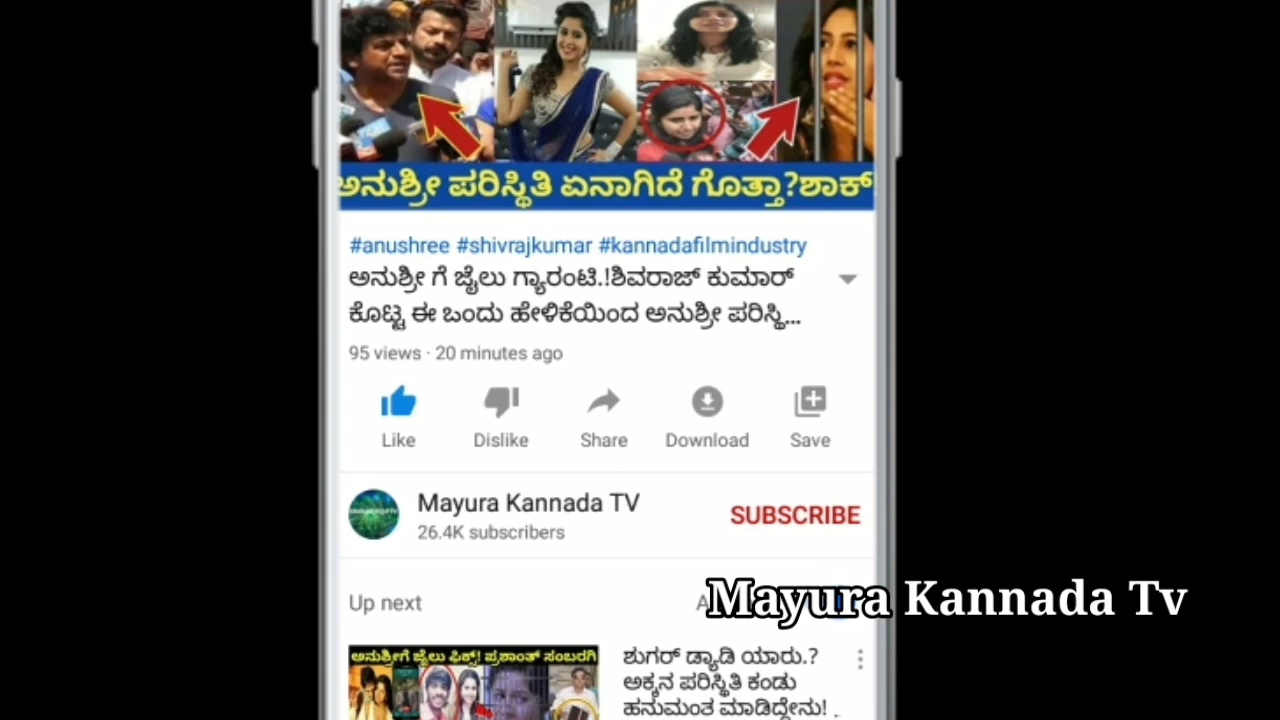 ಅನುಶ್ರೀ ಪರಿಸ್ಥಿತಿ ಏನಾಗಿದೆ ಗೊತ್ತಾ?ಶಾಕ್
#anushree #shivrajkumar #kannadafilmindustry
ಅನುಶ್ರೀ ಗೆ ಜೈಲು ಗ್ಯಾರಂಟಿ.!ಶಿವರಾಜ್ ಕುಮಾರ್
ಕೊಟ್ಟ ಈ ಒಂದು ಹೇಳಿಕೆಯಿಂದ ಅನುಶ್ರೀ ಪರಿಸ್ಥಿ...
95 views · 20 minutes ago
Like Dislike Share Download Save
Mayura Kannada TV
SUBSCRIBE
26.4K subscribers
Up next
Mayura Kannada Tv
ಅನುಶ್ರೀಗೆ ಜೈಲು ಫಿಕ್ಸ್! ಪ್ರಶಾಂತ್ ಸಂಬರಗಿ
ಶುಗರ್ ಡ್ಯಾಡಿ ಯಾರು.?
ಅಕ್ಕನ ಪರಿಸ್ಥಿತಿ ಕಂಡು
ಹನುಮಂತ ಮಾಡಿದ್ದೇನು!